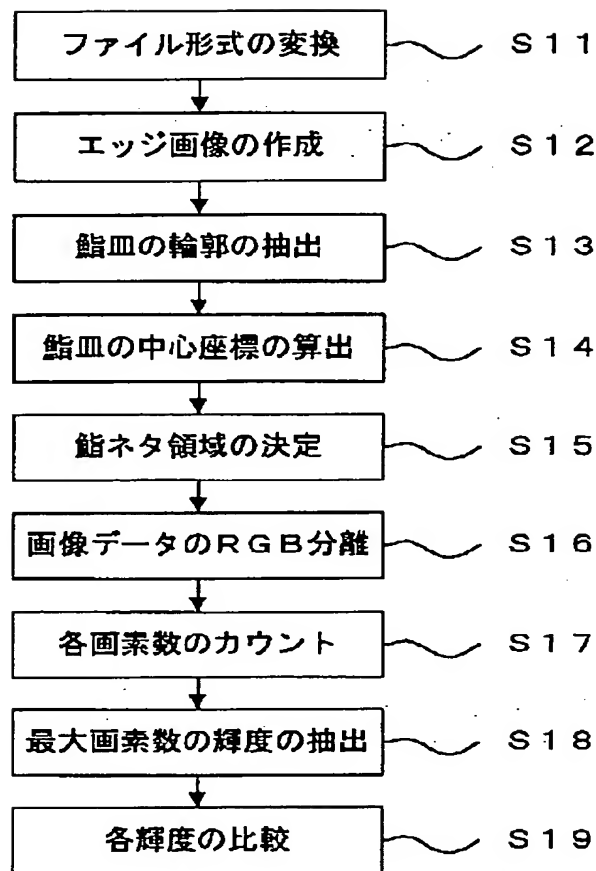 ファイル形式の変換 S11
エッジ画像の作成 S12
鮨皿の輪郭の抽出 S13
鮨皿の中心座標の算出 S14
鮨ネタ領域の決定 S15
画像データのRGB分離 S16
各画素数のカウント S17
最大画素数の輝度の抽出 S18
各輝度の比較 S19